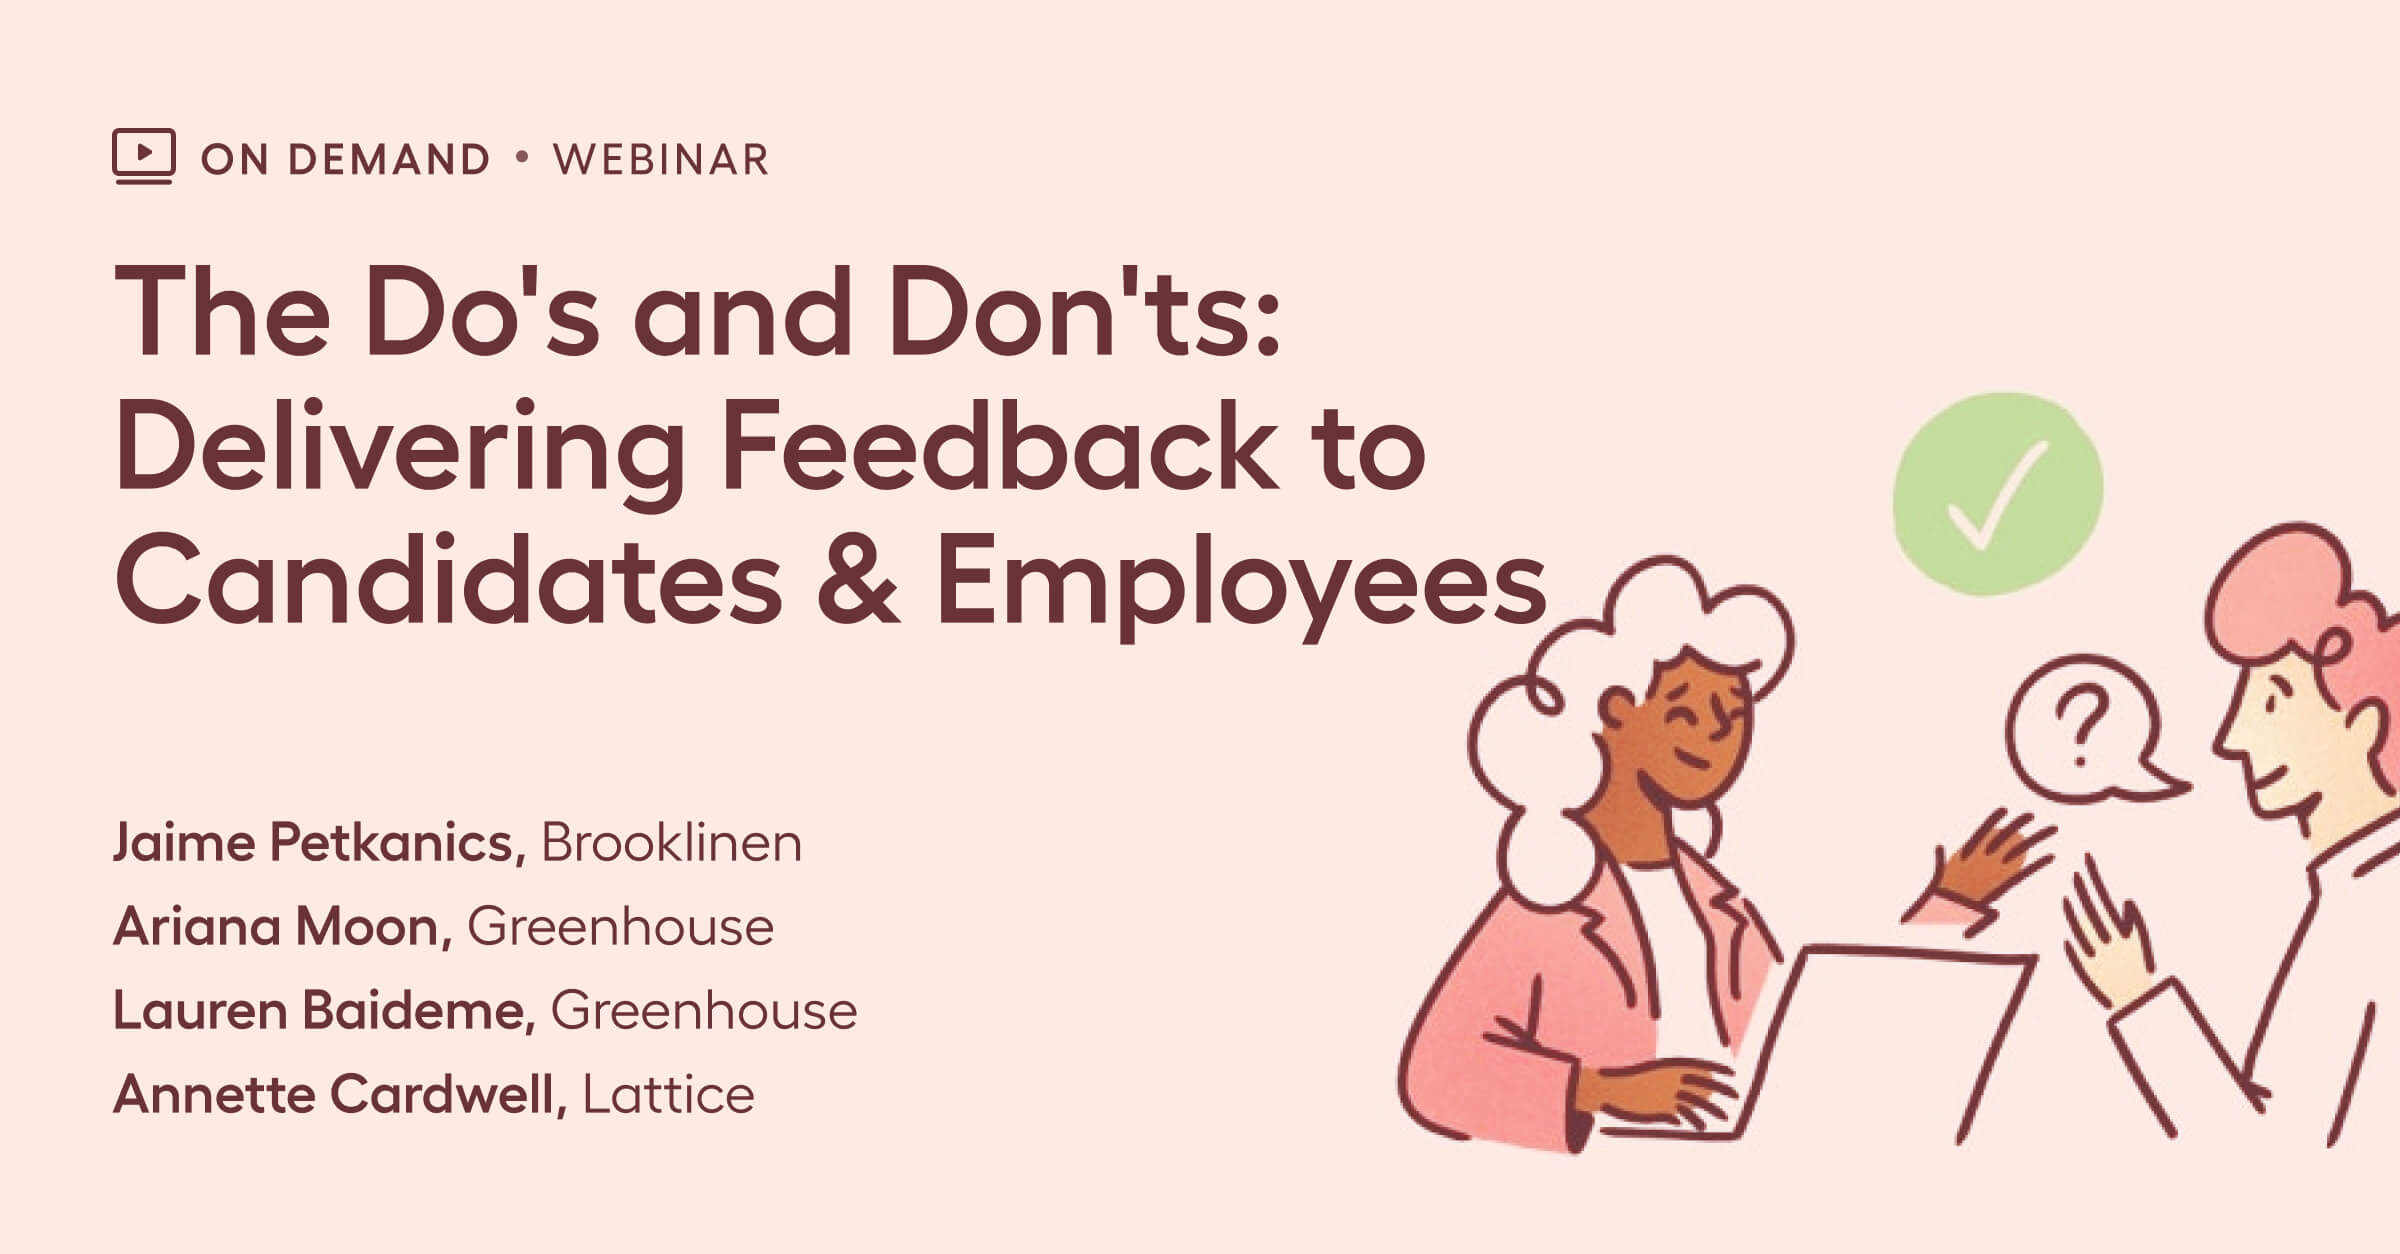 ON DEMAND • WEBINAR
The Do's and Don'ts:
Delivering Feedback to
Candidates & Employees
?
Jaime Petkanics, Brooklinen
Ariana Moon, Greenhouse
Lauren Baideme, Greenhouse
Annette Cardwell, Lattice